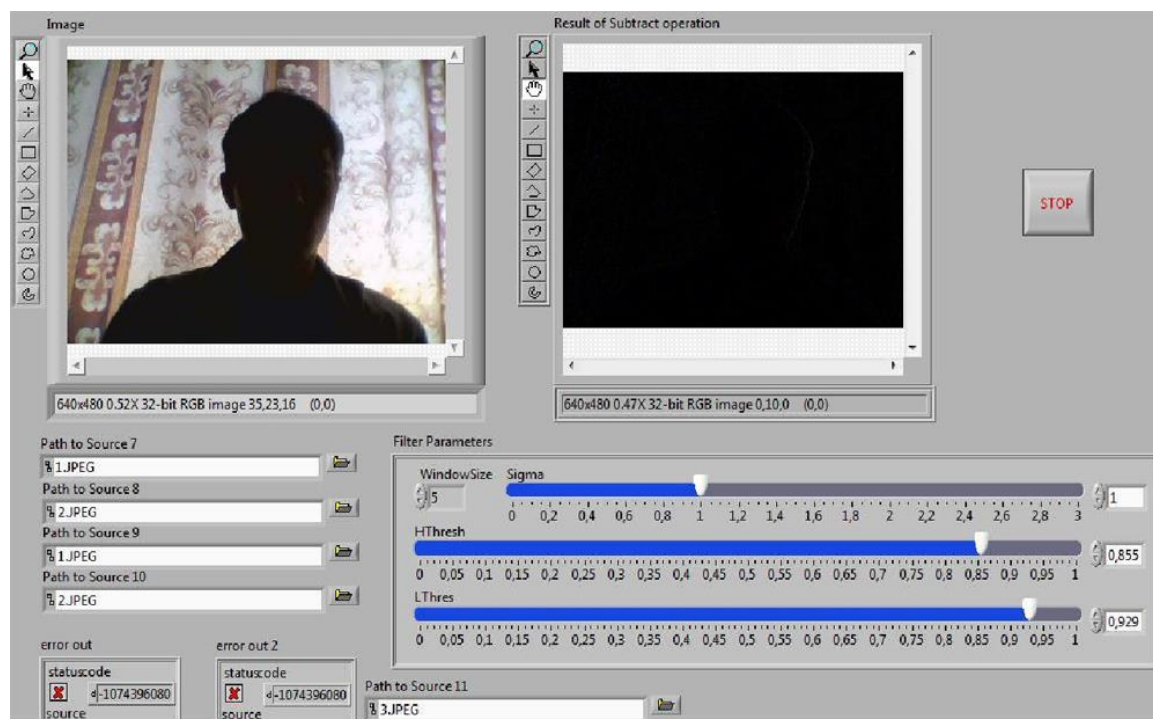 Image
Result of Subtract operation
STOP
640x480 0.52X 32-bit RGB image 35,23,16 (0,0)
640x480 0.47X 32-bit RGB image 0,10,0 (0,0)
Path to Source 7
1.JPEG
Path to Source 8
2.JPEG
Path to Source 9
1.JPEG
Path to Source 10
2.JPEG
Filter Parameters
WindowSize Sigma
5
0 0,2 0,4 0,6 0,8 1 1,2 1,4 1,6 1,8 2 2,2 2,4 2,6 2,8 3
1
HThresh
0 0,05 0,1 0,15 0,2 0,25 0,3 0,35 0,4 0,45 0,5 0,55 0,6 0,65 0,7 0,75 0,8 0,85 0,9 0,95 1
0,855
LThres
0 0,05 0,1 0,15 0,2 0,25 0,3 0,35 0,4 0,45 0,5 0,55 0,6 0,65 0,7 0,75 0,8 0,85 0,9 0,95 1
0,929
error out
statuscode
d -1074396080
source
error out 2
statuscode
d -1074396080
source
Path to Source 11
3.JPEG